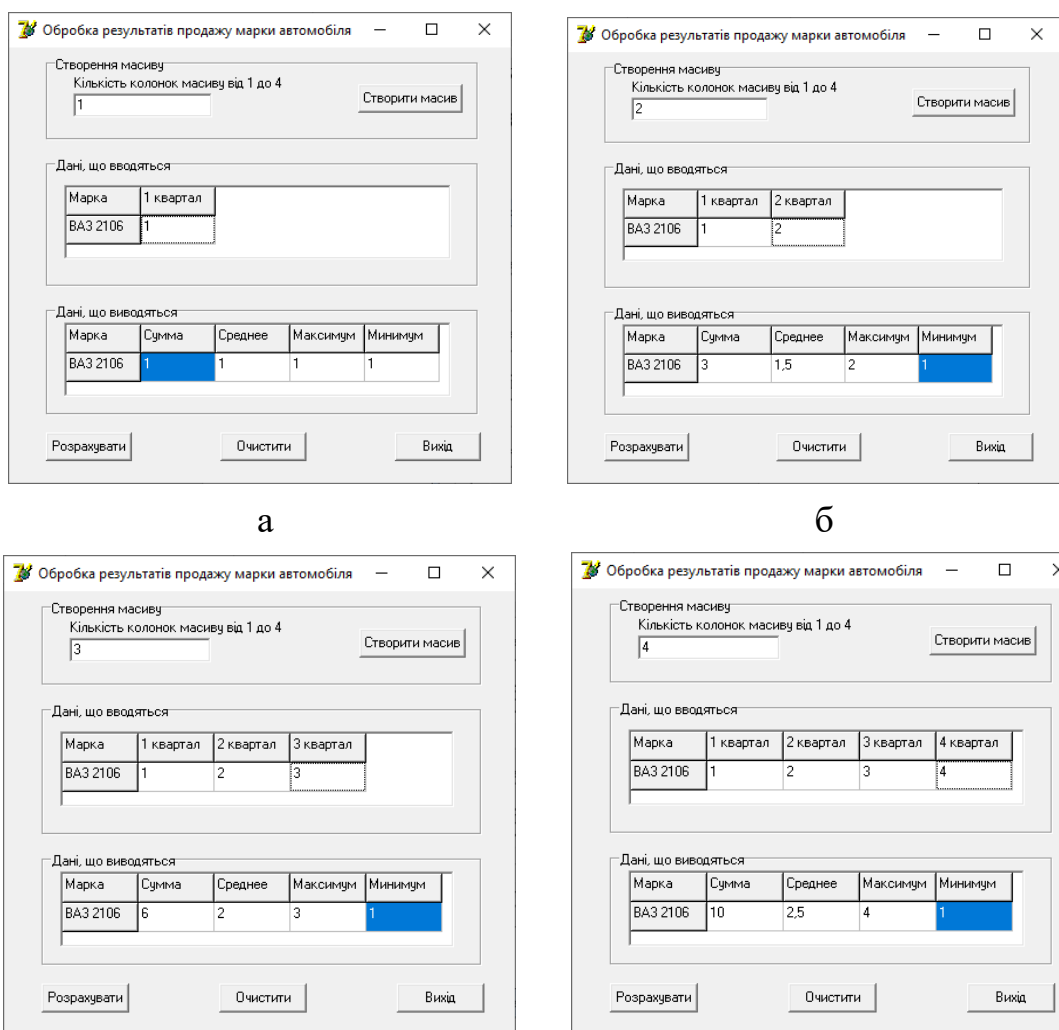 Обробка результатів продажу марки автомобіля
Створення масиву
Кількість колонок масиву від 1 до 4
1
Створити масив
Дані, що вводяться
Марка 1 квартал
ВАЗ 2106 1
Дані, що виводяться
Марка Сумма Среднее Максимум Минимум
ВАЗ 2106 1 1 1 1
Розрахувати Очистити Вихід
а
Обробка результатів продажу марки автомобіля
Створення масиву
Кількість колонок масиву від 1 до 4
2
Створити масив
Дані, що вводяться
Марка 1 квартал 2 квартал
ВАЗ 2106 1 2
Дані, що виводяться
Марка Сумма Среднее Максимум Минимум
ВАЗ 2106 3 1,5 2 1
Розрахувати Очистити Вихід
б
Обробка результатів продажу марки автомобіля
Створення масиву
Кількість колонок масиву від 1 до 4
3
Створити масив
Дані, що вводяться
Марка 1 квартал 2 квартал 3 квартал
ВАЗ 2106 1 2 3
Дані, що виводяться
Марка Сумма Среднее Максимум Минимум
ВАЗ 2106 6 2 3 1
Розрахувати Очистити Вихід
Обробка результатів продажу марки автомобіля
Створення масиву
Кількість колонок масиву від 1 до 4
4
Створити масив
Дані, що вводяться
Марка 1 квартал 2 квартал 3 квартал 4 квартал
ВАЗ 2106 1 2 3 4
Дані, що виводяться
Марка Сумма Среднее Максимум Минимум
ВАЗ 2106 10 2,5 4 1
Розрахувати Очистити Вихід